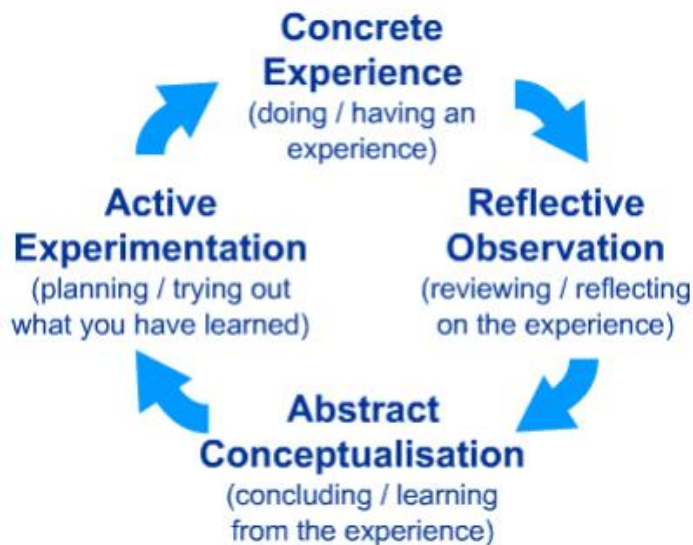 Concrete
Experience
(doing / having an
experience)
Reflective
Observation
(reviewing / reflecting
on the experience)
Abstract
Conceptualisation
(concluding / learning
from the experience)
Active
Experimentation
(planning / trying out
what you have learned)